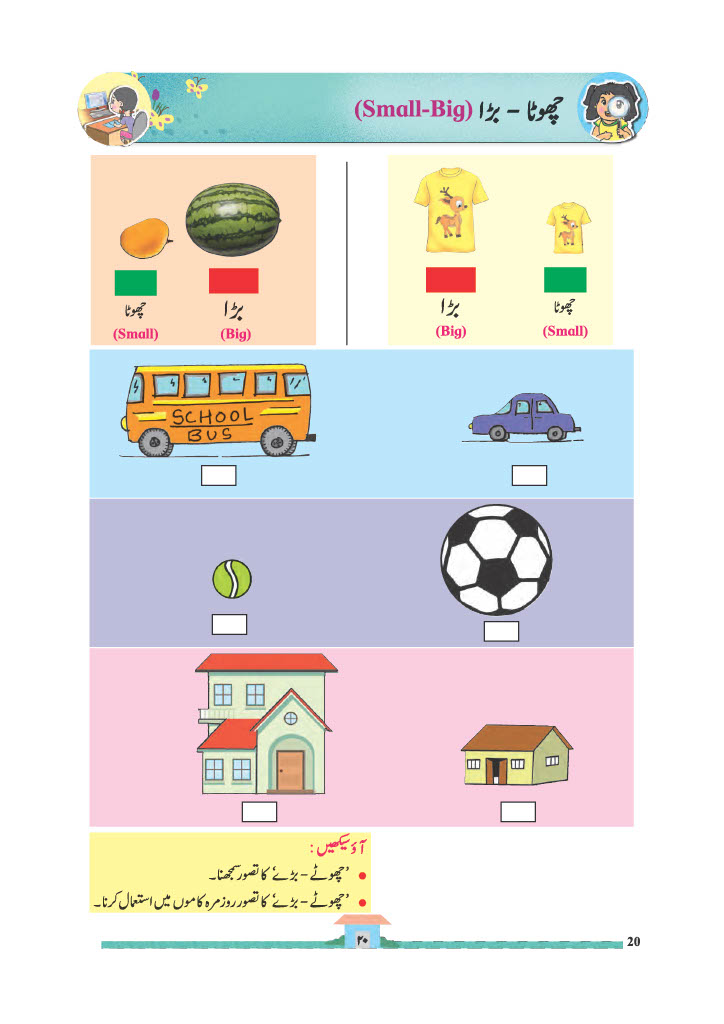 چھوٹا - بڑا (Small-Big)
چھوٹا
(Small)
بڑا
(Big)
بڑا
(Big)
چھوٹا
(Small)
SCHOOL
BUS
آؤ سیکھیں :
• ’چھوٹے - بڑے‘ کا تصور سمجھنا۔
• ’چھوٹے - بڑے‘ کا تصور روزمرہ کاموں میں استعمال کرنا۔
۲۰
20